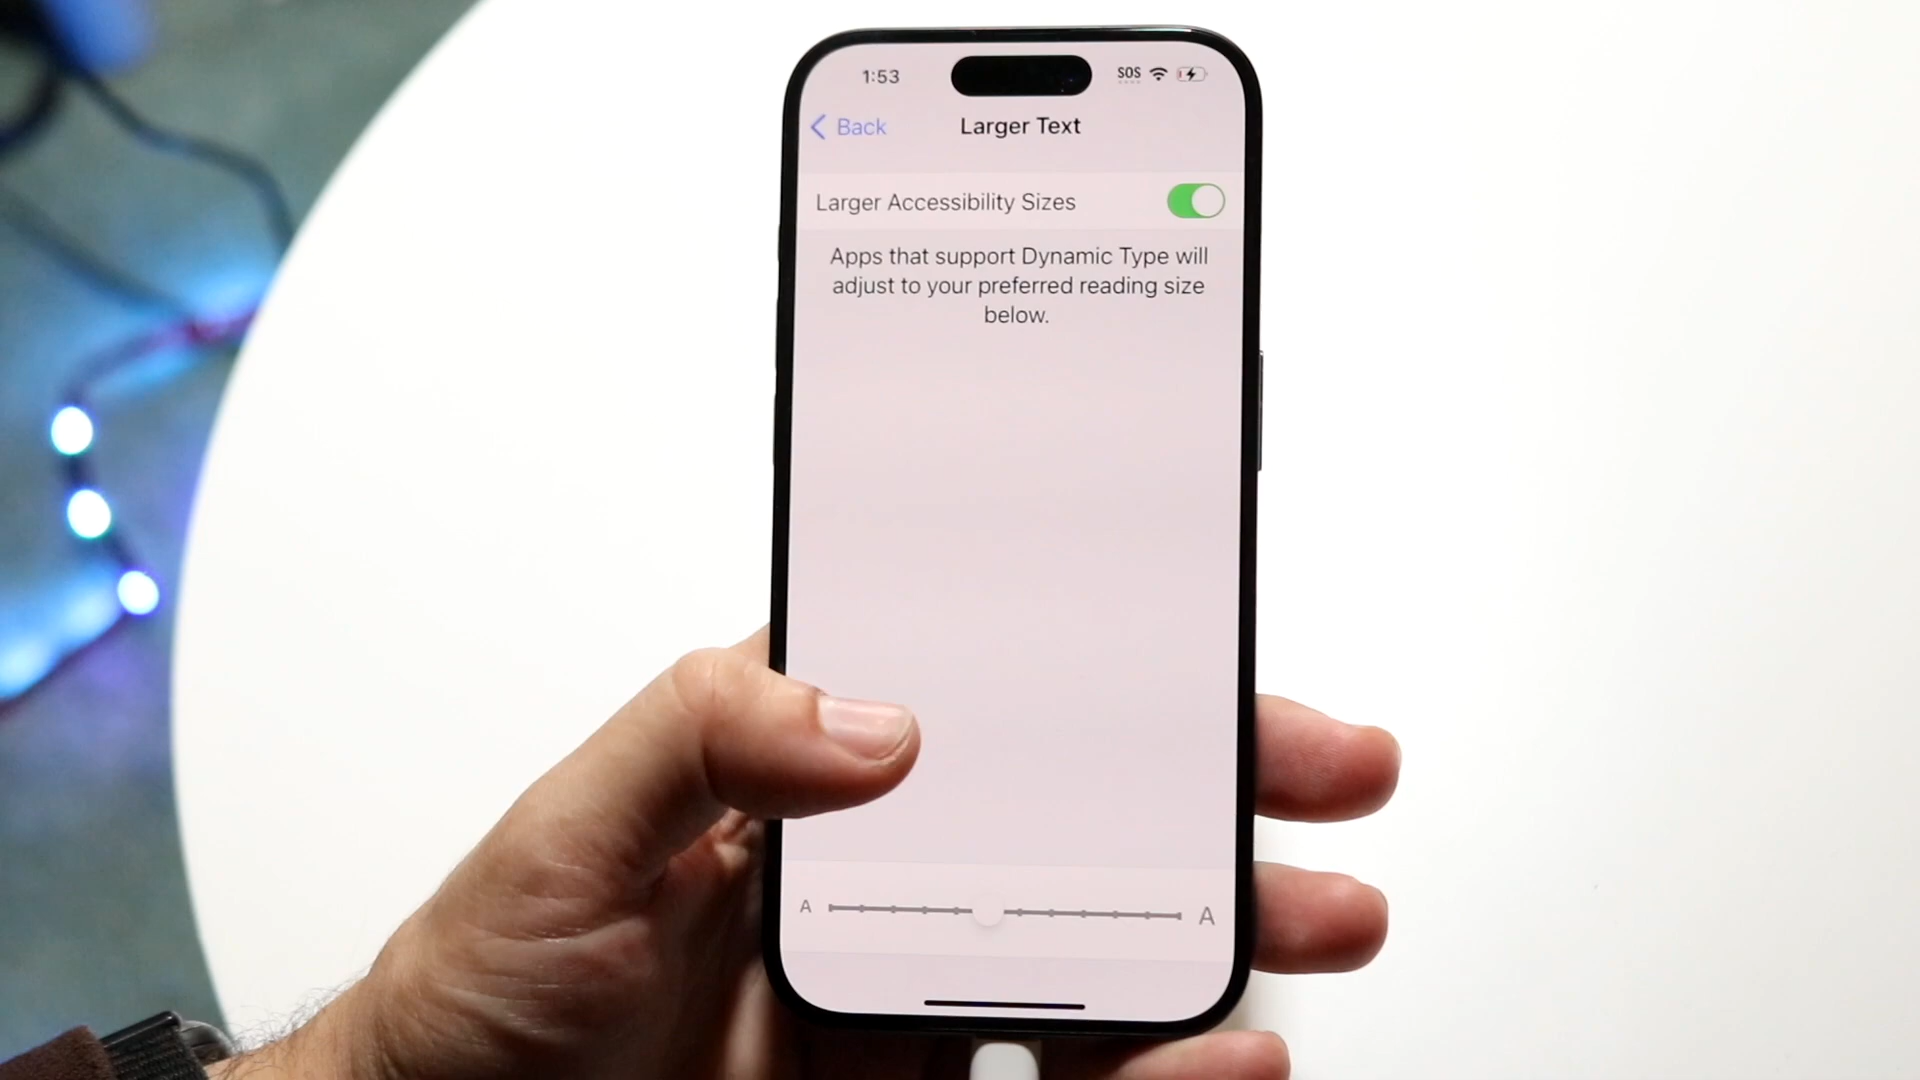 1:53
SOS
Back
Larger Text
Larger Accessibility Sizes
Apps that support Dynamic Type will
adjust to your preferred reading size
below.
A
A